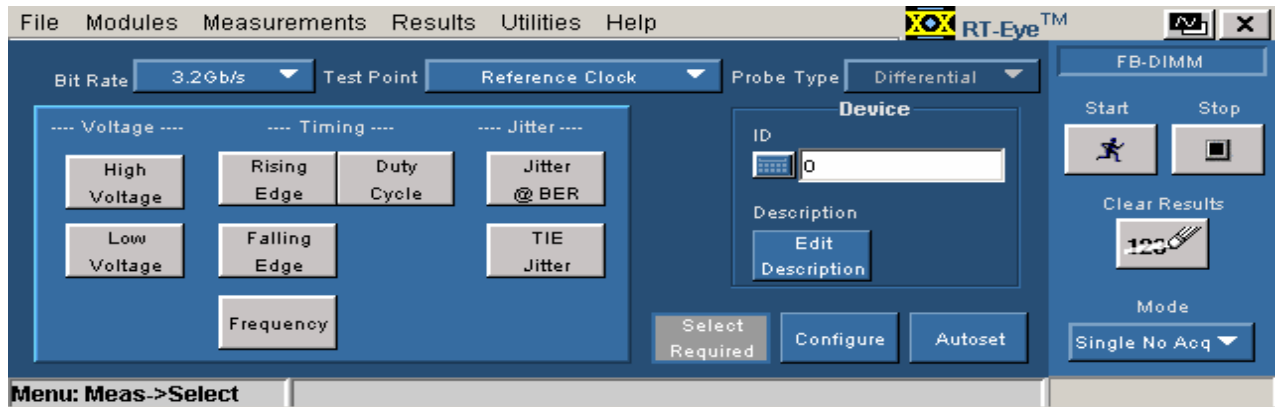 File Modules Measurements Results Utilities Help XOX RT-Eye™
Bit Rate 3.2Gb/s Test Point Reference Clock Probe Type Differential
FB-DIMM
---- Voltage ---- ---- Timing ---- ---- Jitter ----
High
Voltage
Rising
Edge
Duty
Cycle
Jitter
@ BER
Low
Voltage
Falling
Edge
TIE
Jitter
Frequency
Device
ID
0
Description
Edit
Description
Select
Required
Configure
Autoset
Start Stop
Clear Results
123
Mode
Single No Acq
Menu: Meas->Select